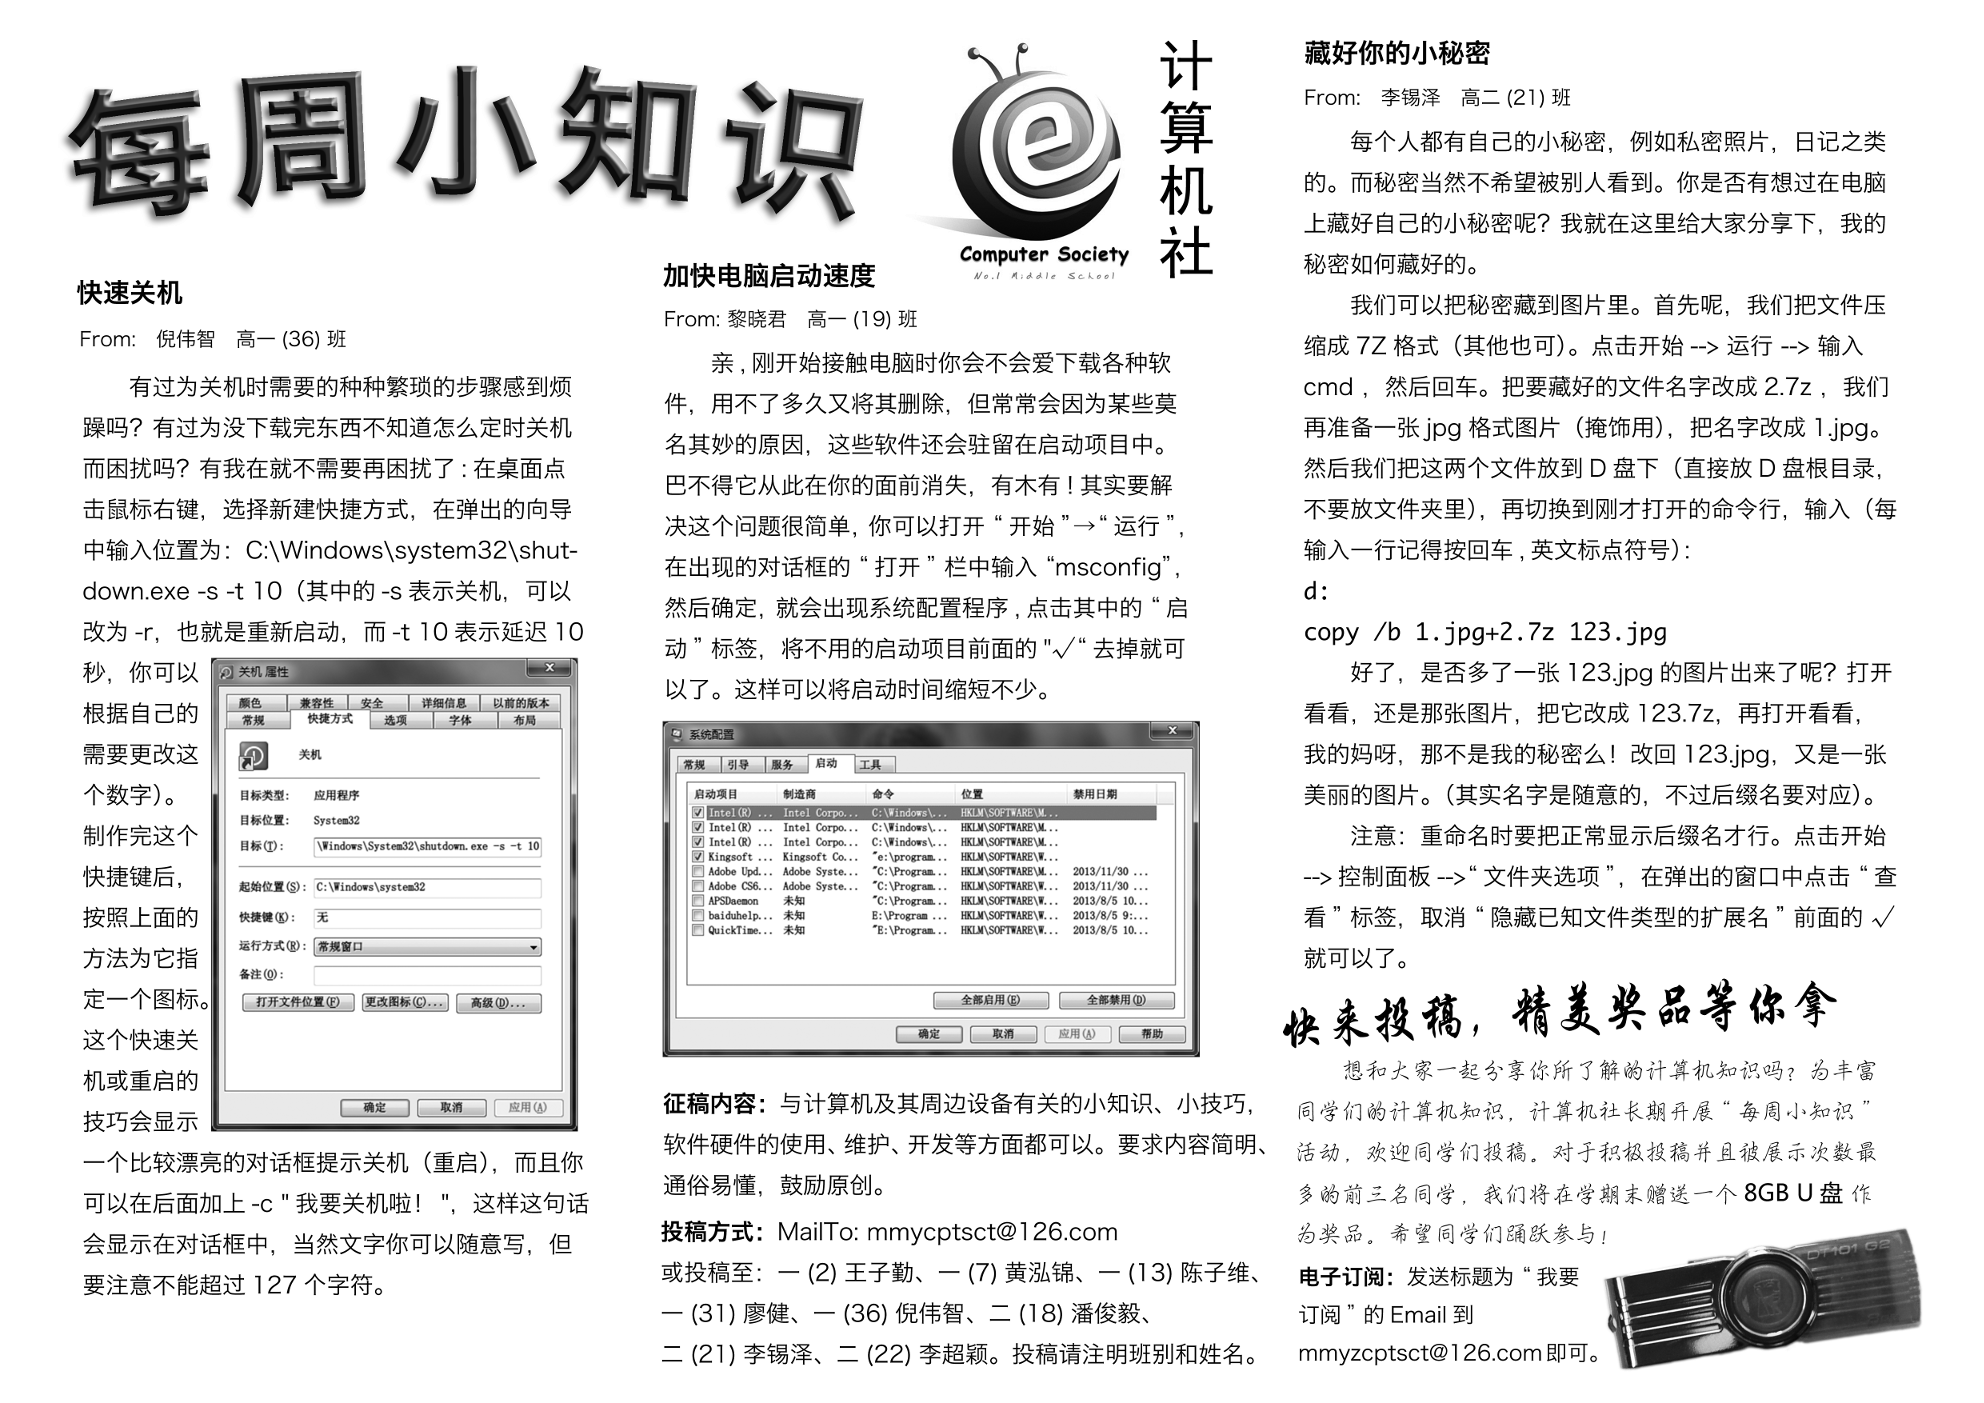 每周小知识
Computer Society
No.1 Middle School
计算机社
快速关机
From: 倪伟智 高一 (36) 班
有过为关机时需要的种种繁琐的步骤感到烦
躁吗？有过为没下载完东西不知道怎么定时关机
而困扰吗？有我在就不需要再困扰了 : 在桌面点
击鼠标右键，选择新建快捷方式，在弹出的向导
中输入位置为：C:\Windows\system32\shut-
down.exe -s -t 10（其中的 -s 表示关机，可以
改为 -r，也就是重新启动，而 -t 10 表示延迟 10
秒，你可以
根据自己的
需要更改这
个数字）。
制作完这个
快捷键后，
按照上面的
方法为它指
定一个图标。
这个快速关
机或重启的
技巧会显示
一个比较漂亮的对话框提示关机（重启），而且你
可以在后面加上 -c " 我要关机啦！ "，这样这句话
会显示在对话框中，当然文字你可以随意写，但
要注意不能超过 127 个字符。
关机 属性
颜色 兼容性 安全 详细信息 以前的版本
常规 快捷方式 选项 字体 布局
关机
目标类型： 应用程序
目标位置： System32
目标(T)： \Windows\System32\shutdown.exe -s -t 10
起始位置(S)： C:\Windows\system32
快捷键(K)： 无
运行方式(R)： 常规窗口
备注(O)：
打开文件位置(F) 更改图标(C)... 高级(D)...
确定 取消 应用(A)
加快电脑启动速度
From: 黎晓君 高一 (19) 班
亲 , 刚开始接触电脑时你会不会爱下载各种软
件，用不了多久又将其删除，但常常会因为某些莫
名其妙的原因，这些软件还会驻留在启动项目中。
巴不得它从此在你的面前消失，有木有 ! 其实要解
决这个问题很简单, 你可以打开 “ 开始 ”→“ 运行 ”，
在出现的对话框的 “ 打开 ” 栏中输入 “msconfig”，
然后确定, 就会出现系统配置程序 , 点击其中的 “ 启
动 ” 标签，将不用的启动项目前面的 "√“ 去掉就可
以了。这样可以将启动时间缩短不少。
系统配置
常规 引导 服务 启动 工具
启动项目 制造商 命令 位置 禁用日期
Intel(R) ... Intel Corpo... C:\Windows\... HKLM\SOFTWARE\M...
Intel(R) ... Intel Corpo... C:\Windows\... HKLM\SOFTWARE\M...
Intel(R) ... Intel Corpo... C:\Windows\... HKLM\SOFTWARE\M...
Kingsoft ... Kingsoft Co... "e:\program... HKLM\SOFTWARE\W...
Adobe Upd... Adobe Syste... "C:\Program... HKLM\SOFTWARE\M... 2013/11/30 ...
Adobe CS6... Adobe Syste... "C:\Program... HKLM\SOFTWARE\W... 2013/11/30 ...
APSDaemon 未知 "C:\Program... HKLM\SOFTWARE\W... 2013/8/5 10...
baiduhelp... 未知 E:\Program ... HKLM\SOFTWARE\W... 2013/8/5 9:...
QuickTime... 未知 "E:\Program... HKLM\SOFTWARE\W... 2013/8/5 10...
全部启用(E) 全部禁用(D)
确定 取消 应用(A) 帮助
征稿内容：与计算机及其周边设备有关的小知识、小技巧，
软件硬件的使用、维护、开发等方面都可以。要求内容简明、
通俗易懂，鼓励原创。
投稿方式：MailTo: mmycptsct@126.com
或投稿至：一 (2) 王子勤、一 (7) 黄泓锦、一 (13) 陈子维、
一 (31) 廖健、一 (36) 倪伟智、二 (18) 潘俊毅、
二 (21) 李锡泽、二 (22) 李超颖。投稿请注明班别和姓名。
藏好你的小秘密
From: 李锡泽 高二 (21) 班
每个人都有自己的小秘密，例如私密照片，日记之类
的。而秘密当然不希望被别人看到。你是否有想过在电脑
上藏好自己的小秘密呢？我就在这里给大家分享下，我的
秘密如何藏好的。
我们可以把秘密藏到图片里。首先呢，我们把文件压
缩成 7Z 格式（其他也可）。点击开始 --> 运行 --> 输入
cmd ，然后回车。把要藏好的文件名字改成 2.7z ，我们
再准备一张 jpg 格式图片（掩饰用），把名字改成 1.jpg。
然后我们把这两个文件放到 D 盘下（直接放 D 盘根目录，
不要放文件夹里），再切换到刚才打开的命令行，输入（每
输入一行记得按回车 , 英文标点符号）：
d:
copy /b 1.jpg+2.7z 123.jpg
好了，是否多了一张 123.jpg 的图片出来了呢？打开
看看，还是那张图片，把它改成 123.7z，再打开看看，
我的妈呀，那不是我的秘密么！改回 123.jpg，又是一张
美丽的图片。（其实名字是随意的，不过后缀名要对应）。
注意：重命名时要把正常显示后缀名才行。点击开始
--> 控制面板 -->“ 文件夹选项 ”，在弹出的窗口中点击 “ 查
看 ” 标签，取消 “ 隐藏已知文件类型的扩展名 ” 前面的 √
就可以了。
快来投稿，精美奖品等你拿
想和大家一起分享你所了解的计算机知识吗？为丰富
同学们的计算机知识，计算机社长期开展 “ 每周小知识 ”
活动，欢迎同学们投稿。对于积极投稿并且被展示次数最
多的前三名同学，我们将在学期末赠送一个 8GB U 盘 作
为奖品。希望同学们踊跃参与！
电子订阅：发送标题为 “ 我要
订阅 ” 的 Email 到
mmyzcptsct@126.com 即可。
DT101 G2